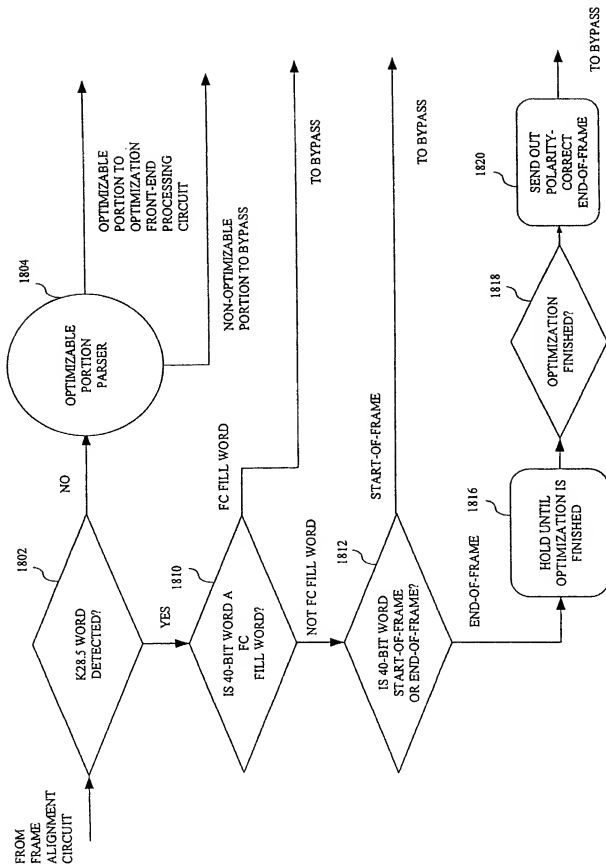 FROM
FRAME
ALIGNMENT
CIRCUIT
1802
K28.5 WORD
DETECTED?
NO
1804
OPTIMIZABLE
PORTION
PARSER
OPTIMIZABLE
PORTION TO
OPTIMIZATION
FRONT-END
PROCESSING
CIRCUIT
NON-OPTIMIZABLE
PORTION TO BYPASS
YES
1810
IS 40-BIT WORD A
FC
FILL WORD?
FC FILL WORD
TO BYPASS
NOT FC FILL WORD
1812
IS 40-BIT WORD
START-OF-FRAME
OR END-OF-FRAME?
START-OF-FRAME
TO BYPASS
END-OF-FRAME
1816
HOLD UNTIL
OPTIMIZATION IS
FINISHED
1818
OPTIMIZATION
FINISHED?
1820
SEND OUT
POLARITY-
CORRECT
END-OF-FRAME
TO BYPASS